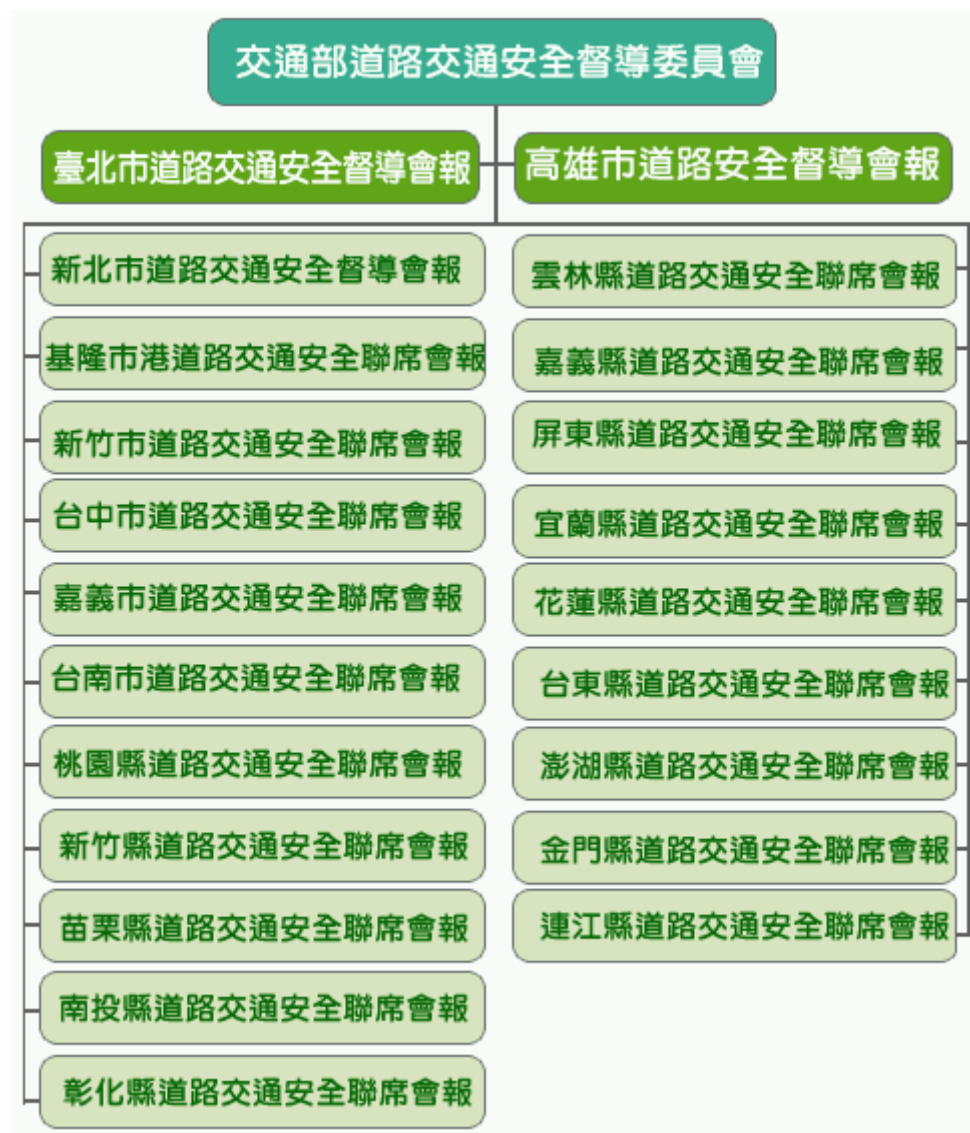 交通部道路交通安全督導委員會
臺北市道路交通安全督導會報
高雄市道路安全督導會報
新北市道路交通安全督導會報
基隆市港道路交通安全聯席會報
新竹市道路交通安全聯席會報
台中市道路交通安全聯席會報
嘉義市道路交通安全聯席會報
台南市道路交通安全聯席會報
桃園縣道路交通安全聯席會報
新竹縣道路交通安全聯席會報
苗栗縣道路交通安全聯席會報
南投縣道路交通安全聯席會報
彰化縣道路交通安全聯席會報
雲林縣道路交通安全聯席會報
嘉義縣道路交通安全聯席會報
屏東縣道路交通安全聯席會報
宜蘭縣道路交通安全聯席會報
花蓮縣道路交通安全聯席會報
台東縣道路交通安全聯席會報
澎湖縣道路交通安全聯席會報
金門縣道路交通安全聯席會報
連江縣道路交通安全聯席會報